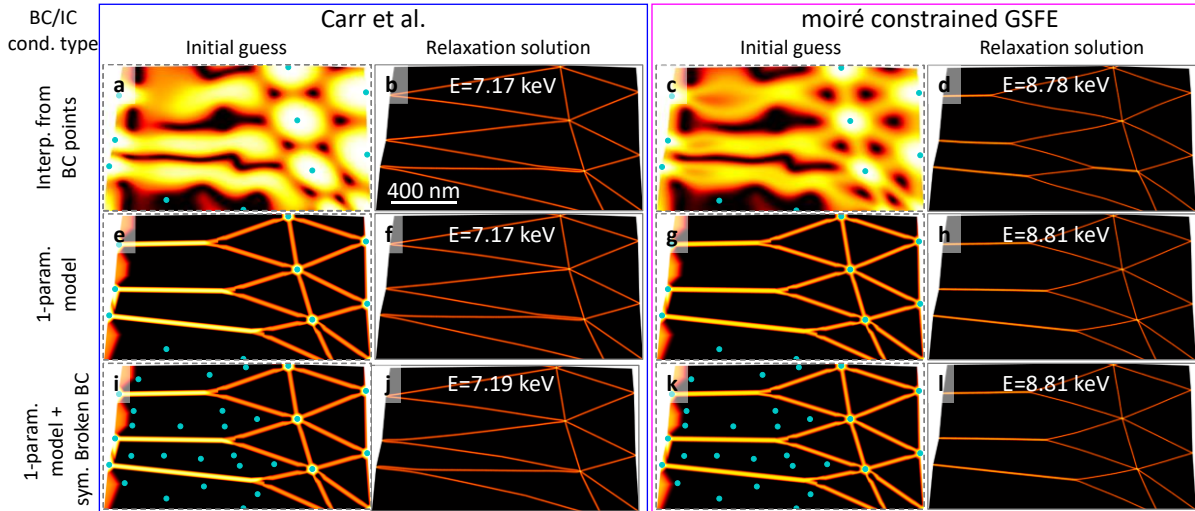 BC/IC
cond. type
Carr et al.
moiré constrained GSFE
Initial guess
Relaxation solution
Initial guess
Relaxation solution
Interp. from
BC points
a
b
E=7.17 keV
400 nm
c
d
E=8.78 keV
1-param.
model
e
f
E=7.17 keV
g
h
E=8.81 keV
1-param.
model +
sym. Broken BC
i
j
E=7.19 keV
k
l
E=8.81 keV